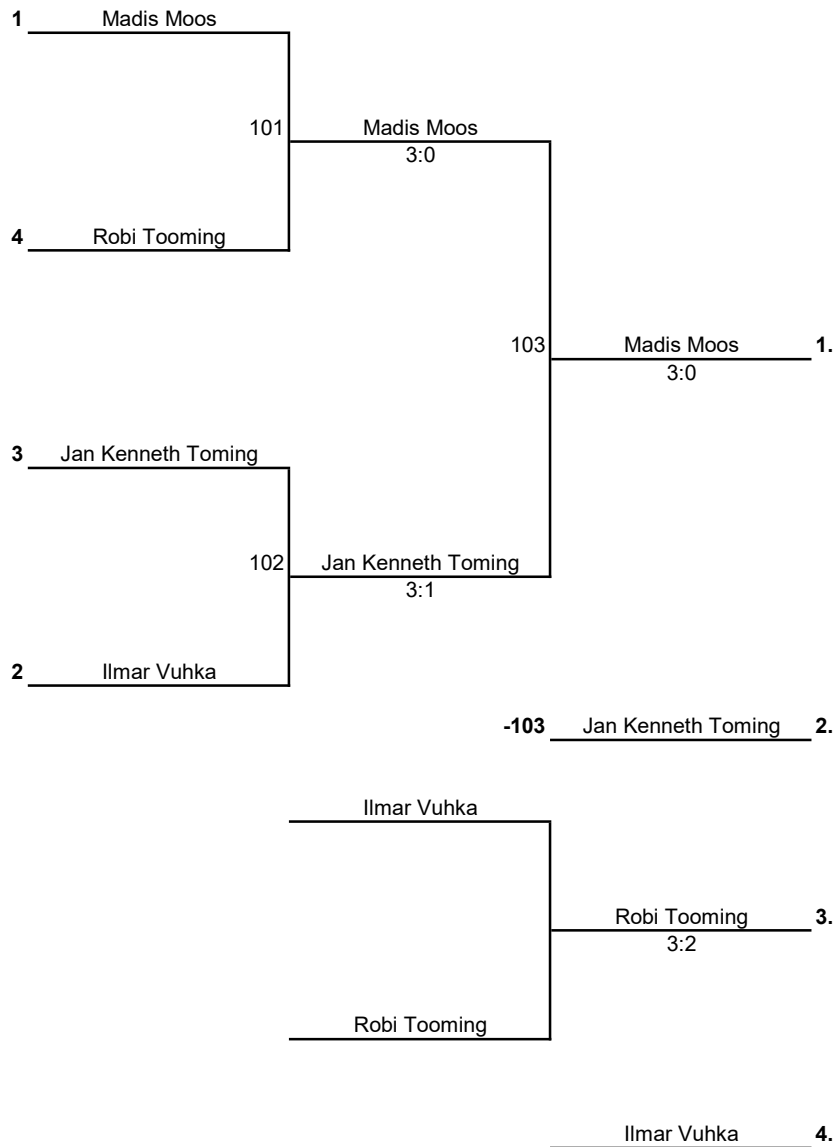 1 Madis Moos
101 Madis Moos
3:0
4 Robi Tooming
103 Madis Moos 1.
3:0
3 Jan Kenneth Toming
102 Jan Kenneth Toming
3:1
2 Ilmar Vuhka
-103 Jan Kenneth Toming 2.
Ilmar Vuhka
Robi Tooming 3.
3:2
Robi Tooming
Ilmar Vuhka 4.